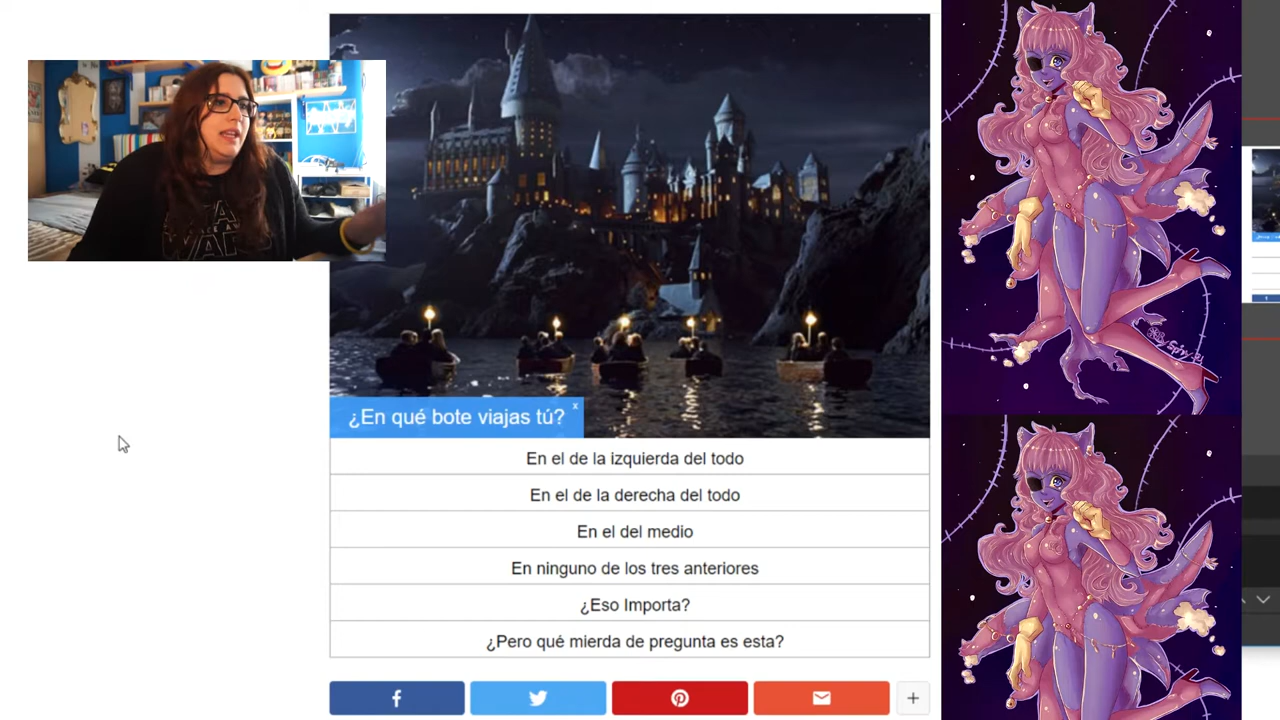 ¿En qué bote viajas tú? x
En el de la izquierda del todo
En el de la derecha del todo
En el del medio
En ninguno de los tres anteriores
¿Eso Importa?
¿Pero qué mierda de pregunta es esta?